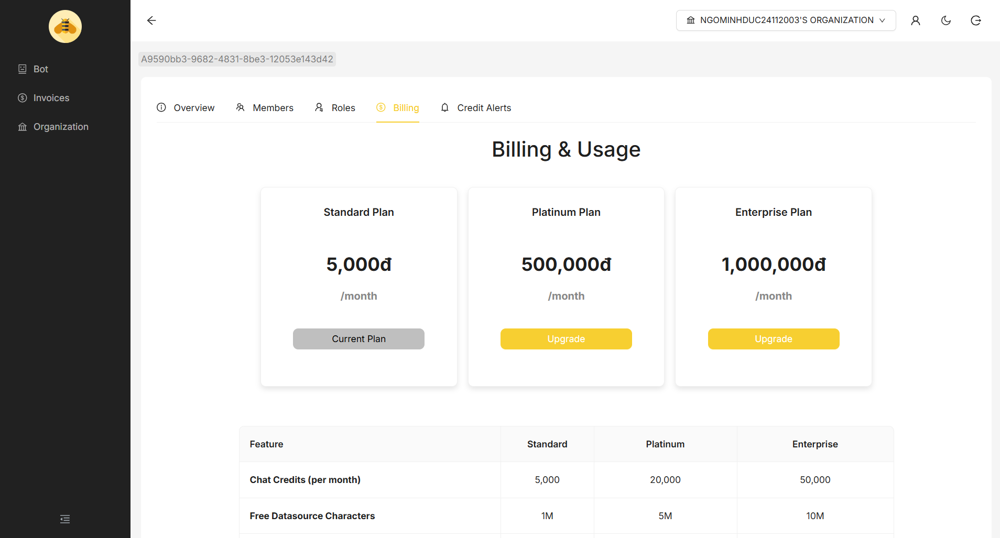 NGOMINHDUC24112003'S ORGANIZATION
A9590bb3-9682-4831-8be3-12053e143d42
Bot
Invoices
Organization
Overview
Members
Roles
Billing
Credit Alerts
Billing & Usage
Standard Plan
5,000đ
/month
Current Plan
Platinum Plan
500,000đ
/month
Upgrade
Enterprise Plan
1,000,000đ
/month
Upgrade
Feature Standard Platinum Enterprise
Chat Credits (per month) 5,000 20,000 50,000
Free Datasource Characters 1M 5M 10M